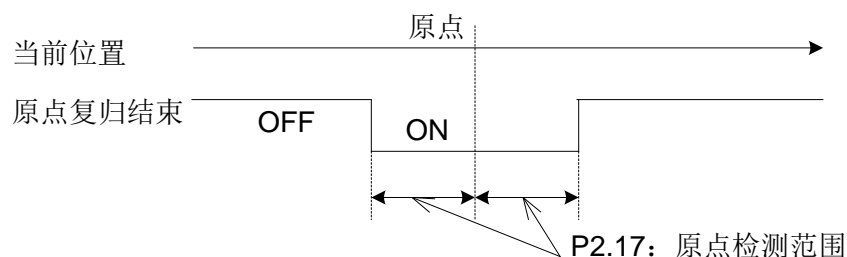 原点
当前位置
原点复归结束
OFF
ON
P2.17：原点检测范围